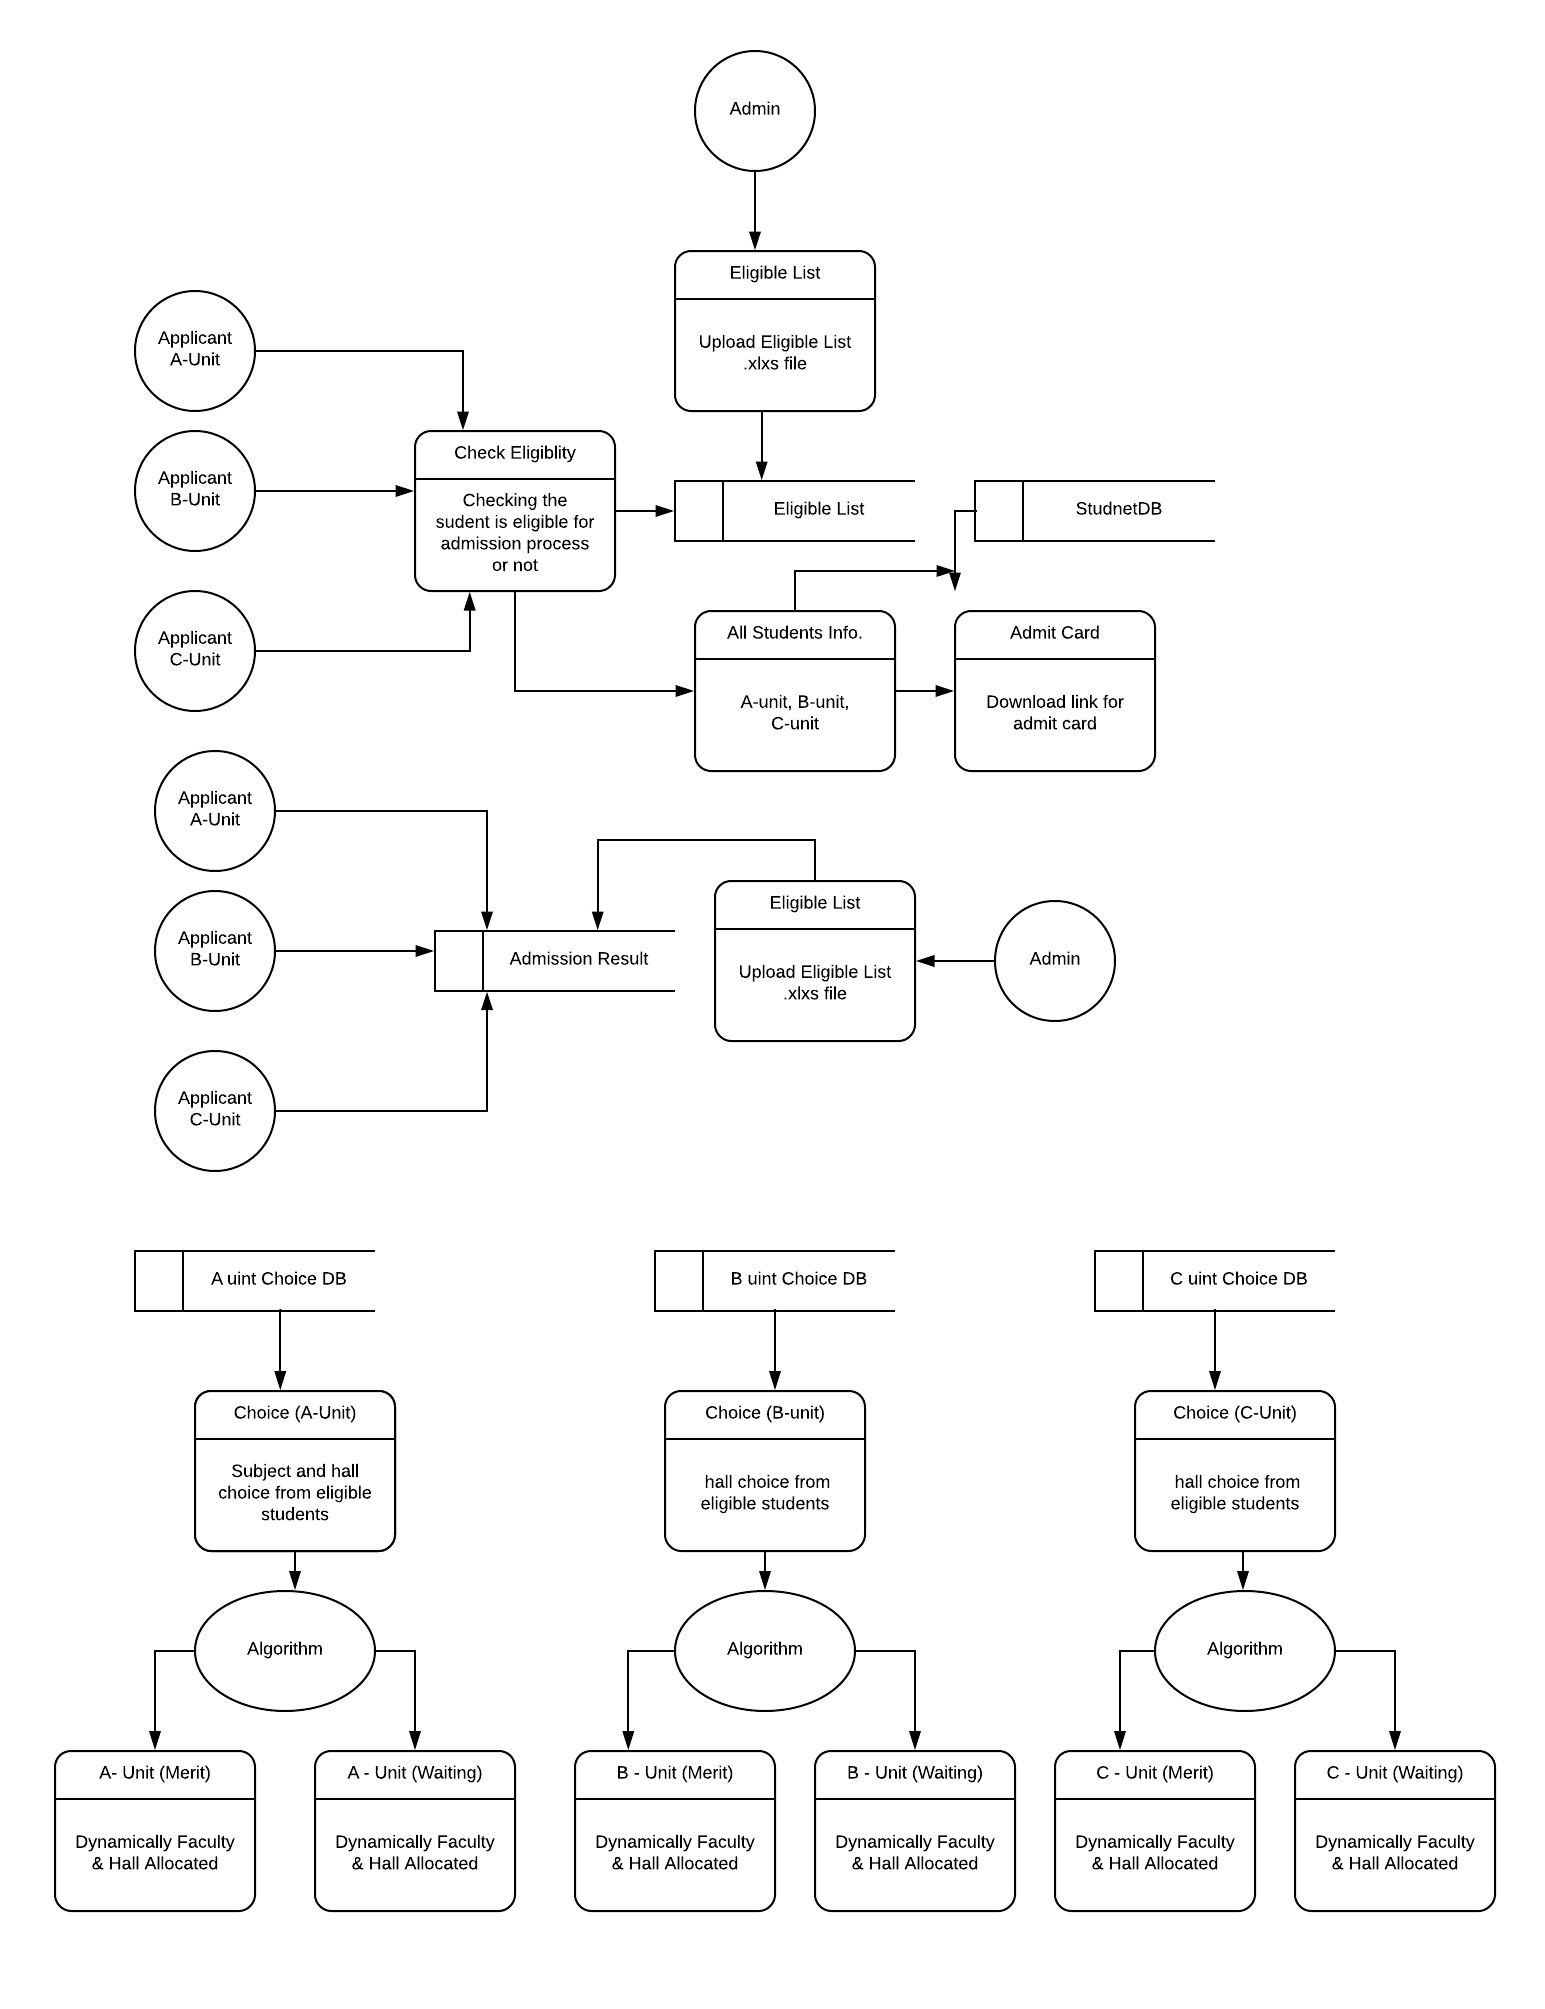 Admin
Eligible List
Upload Eligible List
.xlxs file
Applicant
A-Unit
Applicant
B-Unit
Applicant
C-Unit
Check Eligiblity
Checking the
sudent is eligible for
admission process
or not
Eligible List
StudnetDB
All Students Info.
A-unit, B-unit,
C-unit
Admit Card
Download link for
admit card
Applicant
A-Unit
Applicant
B-Unit
Applicant
C-Unit
Admission Result
Eligible List
Upload Eligible List
.xlxs file
Admin
A uint Choice DB
B uint Choice DB
C uint Choice DB
Choice (A-Unit)
Subject and hall
choice from eligible
students
Choice (B-unit)
hall choice from
eligible students
Choice (C-Unit)
hall choice from
eligible students
Algorithm
Algorithm
Algorithm
A- Unit (Merit)
Dynamically Faculty
& Hall Allocated
A - Unit (Waiting)
Dynamically Faculty
& Hall Allocated
B - Unit (Merit)
Dynamically Faculty
& Hall Allocated
B - Unit (Waiting)
Dynamically Faculty
& Hall Allocated
C - Unit (Merit)
Dynamically Faculty
& Hall Allocated
C - Unit (Waiting)
Dynamically Faculty
& Hall Allocated